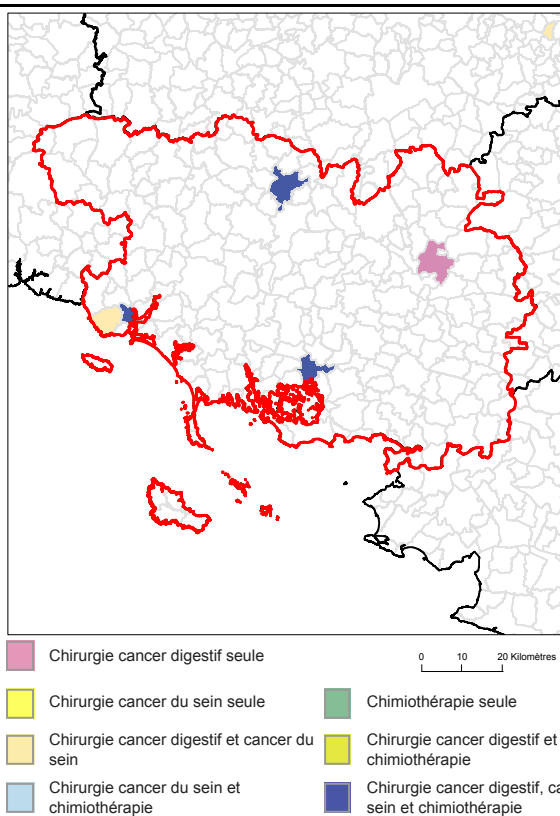 Chirurgie cancer digestif seule
0 10 20 Kilomètres
Chirurgie cancer du sein seule
Chimiothérapie seule
Chirurgie cancer digestif et cancer du
sein
Chirurgie cancer digestif et
chimiothérapie
Chirurgie cancer du sein et
chimiothérapie
Chirurgie cancer digestif,
sein et chimiothérapie